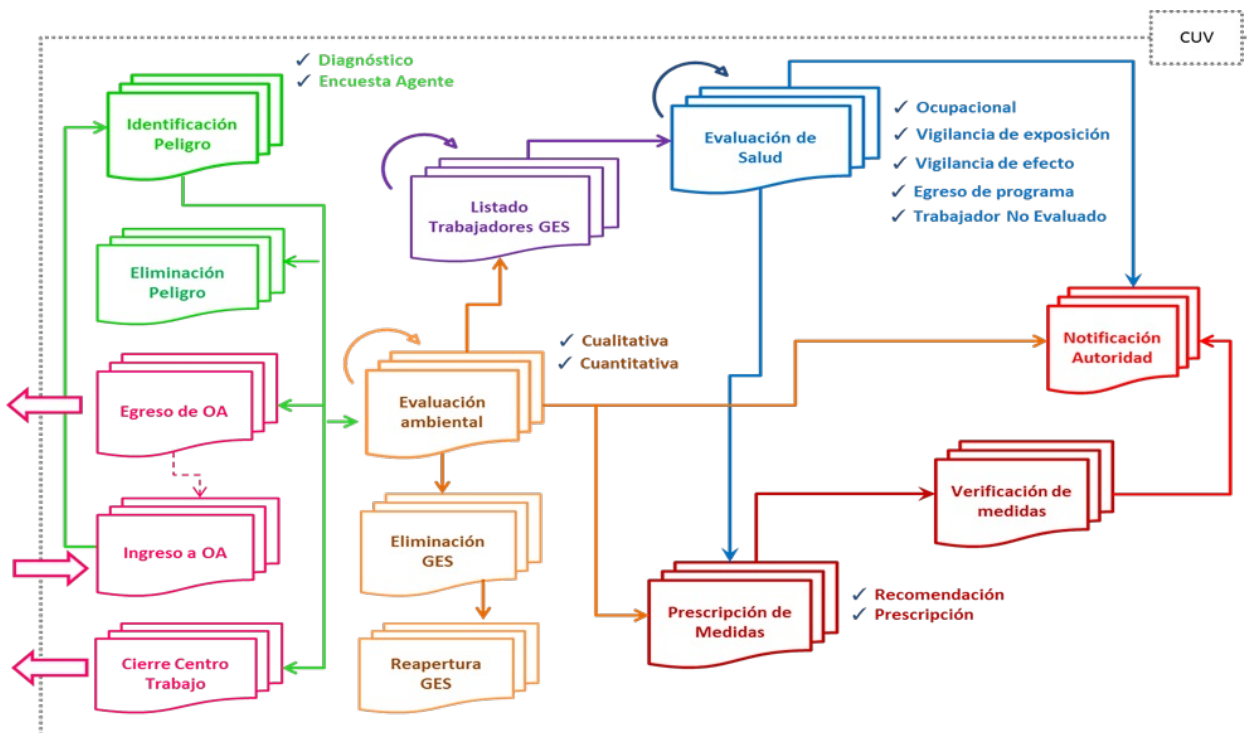 CUV
✓ Diagnóstico
✓ Encuesta Agente
Identificación
Peligro
Evaluación de
Salud
✓ Ocupacional
✓ Vigilancia de exposición
✓ Vigilancia de efecto
✓ Egreso de programa
✓ Trabajador No Evaluado
Listado
Trabajadores GES
Eliminación
Peligro
✓ Cualitativa
✓ Cuantitativa
Notificación
Autoridad
Egreso de OA
Evaluación
ambiental
Verificación de
medidas
Ingreso a OA
Eliminación
GES
Prescripción de
Medidas
✓ Recomendación
✓ Prescripción
Cierre Centro
Trabajo
Reapertura
GES